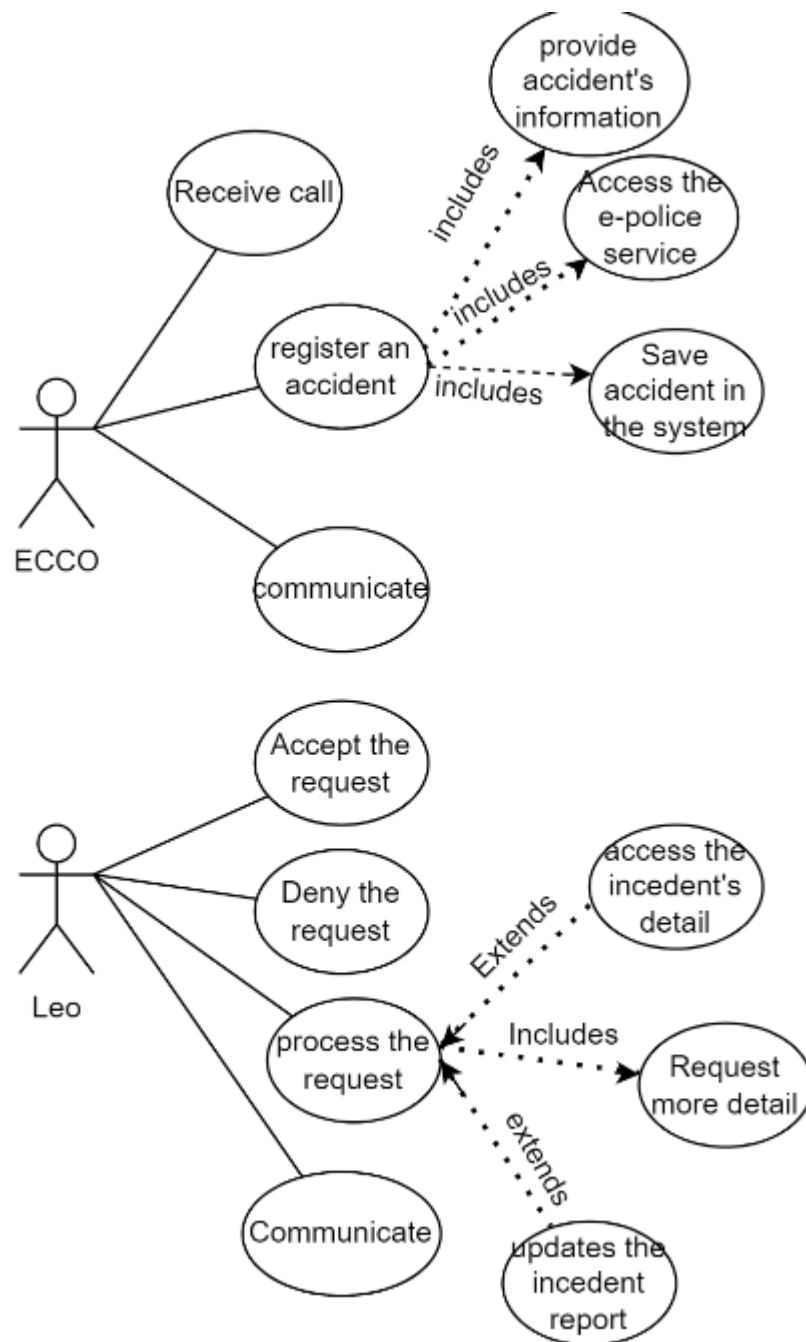 provide
accident's
information
Receive call
includes
Access the
e-police
service
includes
register an
accident
includes
Save
accident in
the system
ECCO
communicate
Accept the
request
Deny the
request
Leo
process the
request
Communicate
access the
incedent's
detail
Extends
Includes
Request
more detail
extends
updates the
incedent
report